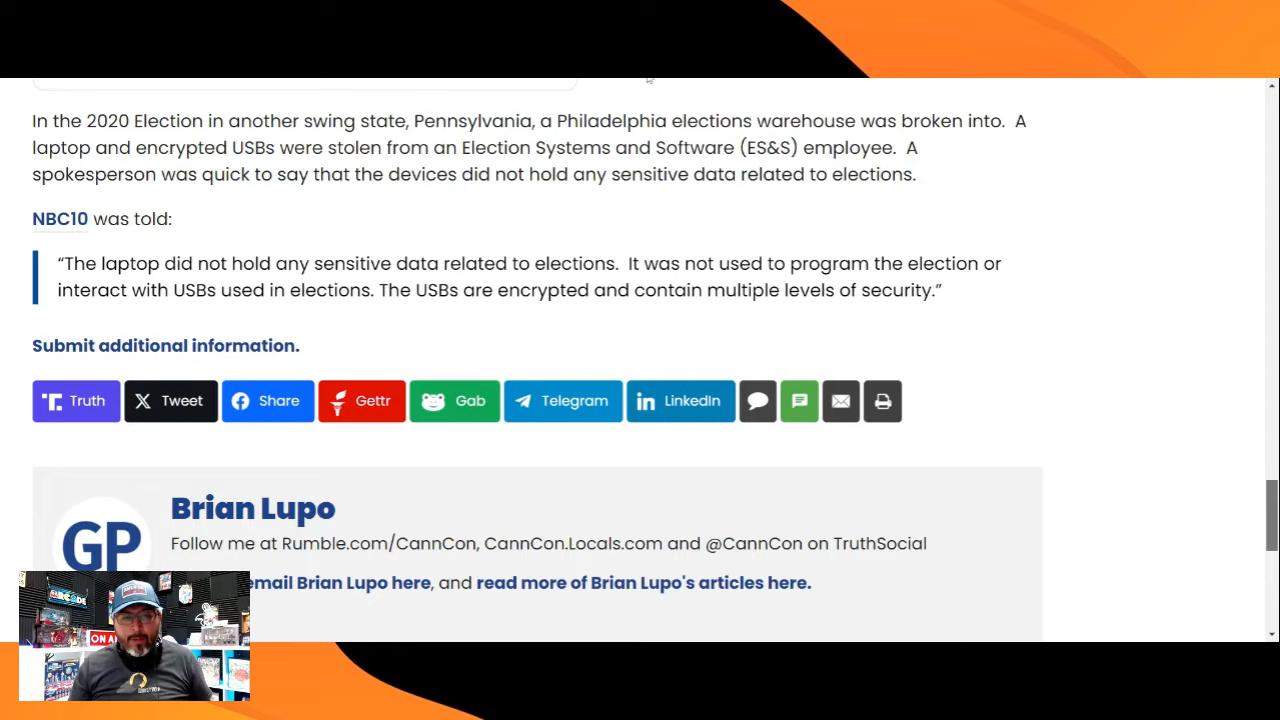 In the 2020 Election in another swing state, Pennsylvania, a Philadelphia elections warehouse was broken into.  A
laptop and encrypted USBs were stolen from an Election Systems and Software (ES&S) employee.  A
spokesperson was quick to say that the devices did not hold any sensitive data related to elections.
NBC10 was told:
“The laptop did not hold any sensitive data related to elections.  It was not used to program the election or
interact with USBs used in elections. The USBs are encrypted and contain multiple levels of security.”
Submit additional information.
Truth Tweet Share Gettr Gab Telegram LinkedIn
Brian Lupo
GP
Follow me at Rumble.com/CannCon, CannCon.Locals.com and @CannCon on TruthSocial
email Brian Lupo here, and read more of Brian Lupo's articles here.
ON